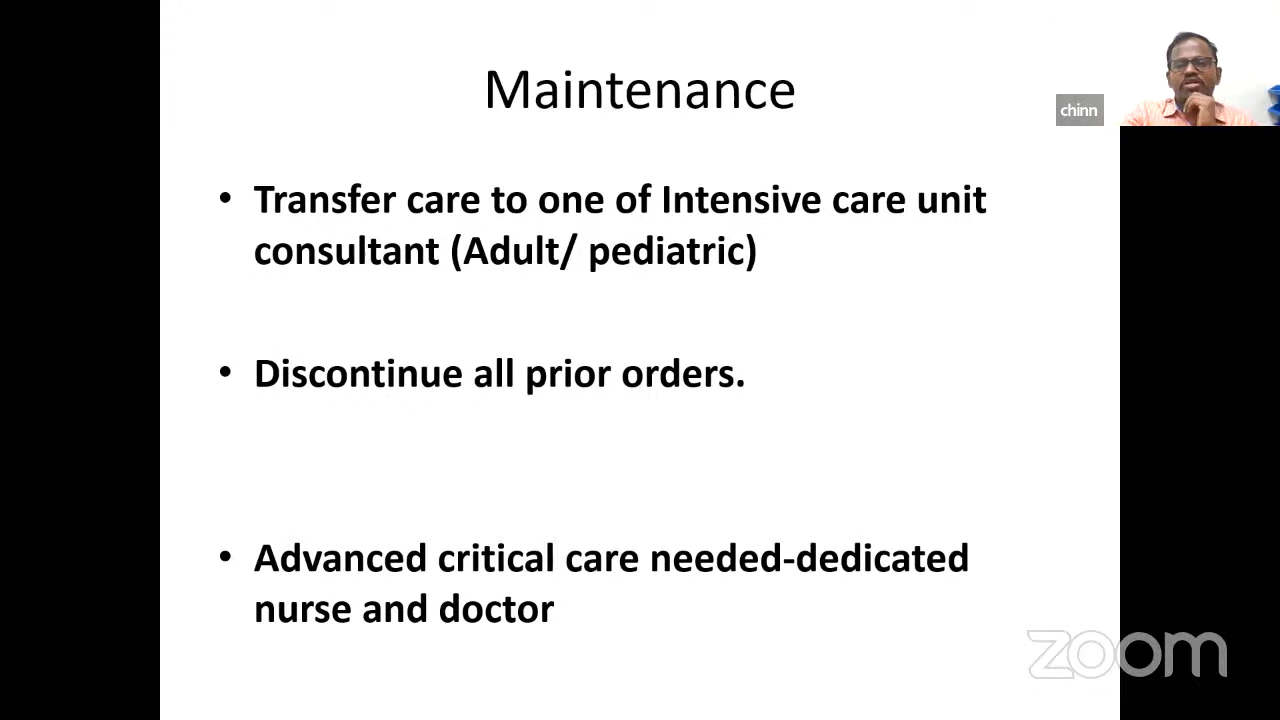 Maintenance
chinn
• Transfer care to one of Intensive care unit
consultant (Adult/ pediatric)
• Discontinue all prior orders.
• Advanced critical care needed-dedicated
nurse and doctor
zoom